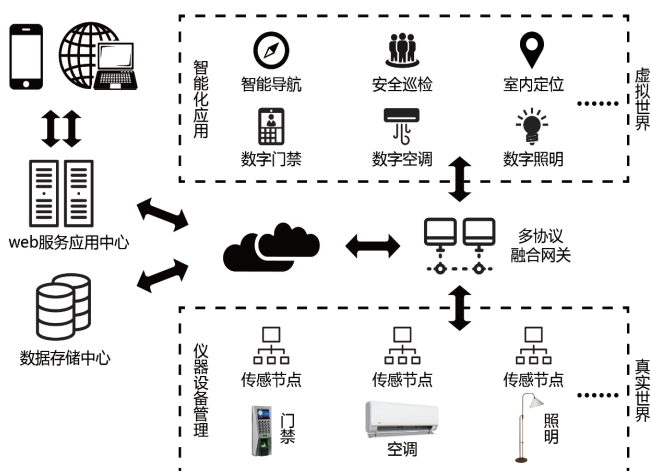 智能化应用
智能导航
安全巡检
室内定位
数字门禁
数字空调
数字照明
······
虚拟世界
web服务应用中心
多协议
融合网关
数据存储中心
仪器设备管理
传感节点
传感节点
传感节点
门禁
空调
照明
······
真实世界